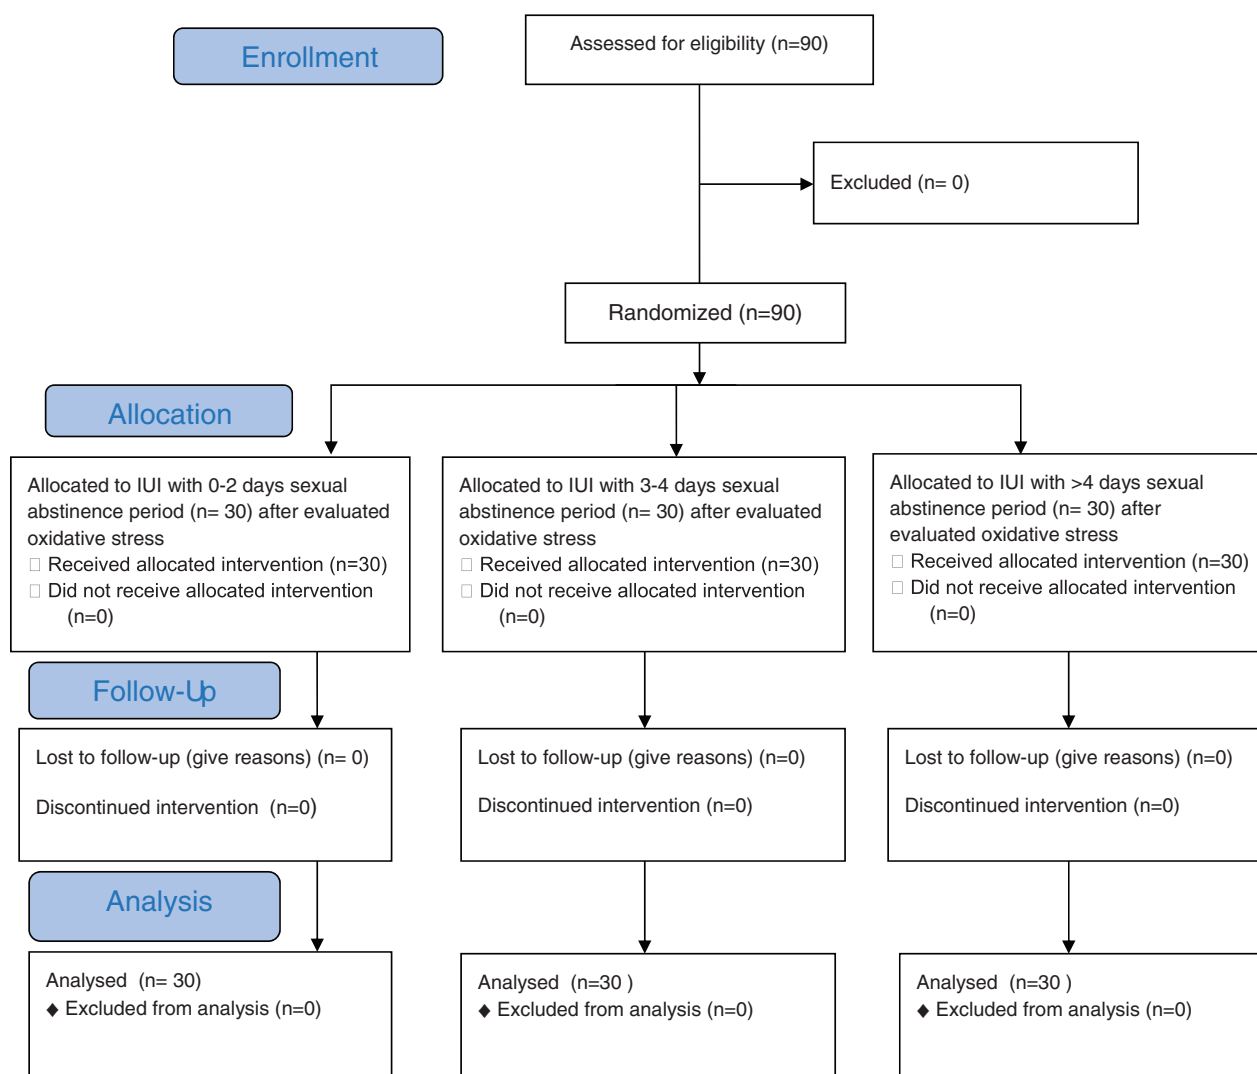 Enrollment
Assessed for eligibility (n=90)
Excluded (n= 0)
Randomized (n=90)
Allocation
Allocated to IUI with 0-2 days sexual
abstinence period (n= 30) after evaluated
oxidative stress
□ Received allocated intervention (n=30)
□ Did not receive allocated intervention
(n=0)
Allocated to IUI with 3-4 days sexual
abstinence period (n= 30) after evaluated
oxidative stress
□ Received allocated intervention (n=30)
□ Did not receive allocated intervention
(n=0)
Allocated to IUI with >4 days sexual
abstinence period (n= 30) after
evaluated oxidative stress
□ Received allocated intervention (n=30)
□ Did not receive allocated intervention
(n=0)
Follow-Up
Lost to follow-up (give reasons) (n= 0)
Discontinued intervention (n=0)
Lost to follow-up (give reasons) (n=0)
Discontinued intervention (n=0)
Lost to follow-up (give reasons) (n=0)
Discontinued intervention (n=0)
Analysis
Analysed (n= 30)
◆ Excluded from analysis (n=0)
Analysed (n=30 )
◆ Excluded from analysis (n=0)
Analysed (n=30 )
◆ Excluded from analysis (n=0)